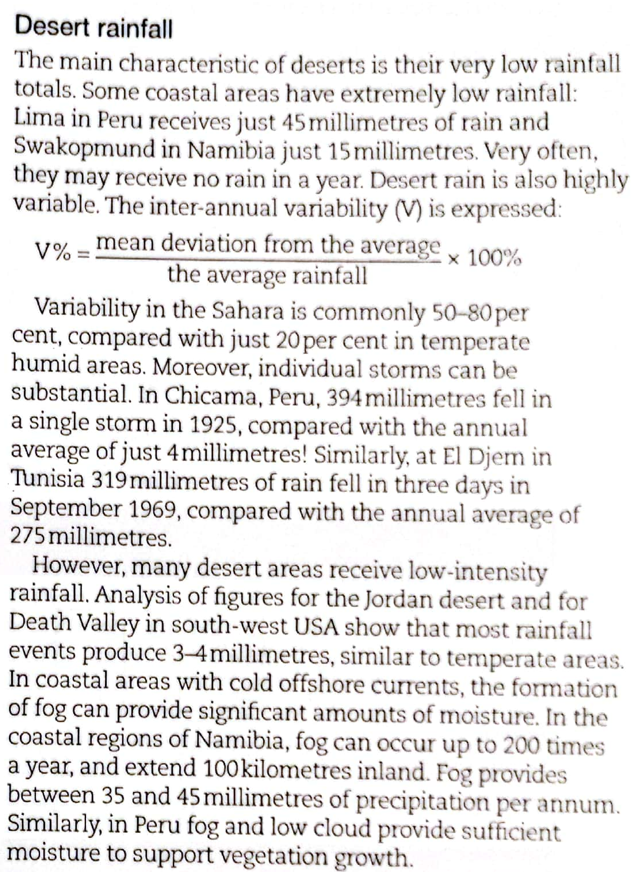 Desert rainfall
The main characteristic of deserts is their very low rainfall
totals. Some coastal areas have extremely low rainfall:
Lima in Peru receives just 45 millimetres of rain and
Swakopmund in Namibia just 15 millimetres. Very often,
they may receive no rain in a year. Desert rain is also highly
variable. The inter-annual variability (V) is expressed:
V% = mean deviation from the average / the average rainfall × 100%
Variability in the Sahara is commonly 50–80 per
cent, compared with just 20 per cent in temperate
humid areas. Moreover, individual storms can be
substantial. In Chicama, Peru, 394 millimetres fell in
a single storm in 1925, compared with the annual
average of just 4 millimetres! Similarly, at El Djem in
Tunisia 319 millimetres of rain fell in three days in
September 1969, compared with the annual average of
275 millimetres.
However, many desert areas receive low-intensity
rainfall. Analysis of figures for the Jordan desert and for
Death Valley in south-west USA show that most rainfall
events produce 3–4 millimetres, similar to temperate areas.
In coastal areas with cold offshore currents, the formation
of fog can provide significant amounts of moisture. In the
coastal regions of Namibia, fog can occur up to 200 times
a year, and extend 100 kilometres inland. Fog provides
between 35 and 45 millimetres of precipitation per annum.
Similarly, in Peru fog and low cloud provide sufficient
moisture to support vegetation growth.